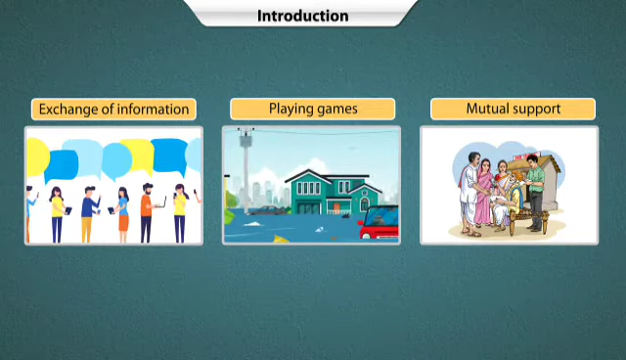 Introduction
Exchange of information
Playing games
Mutual support